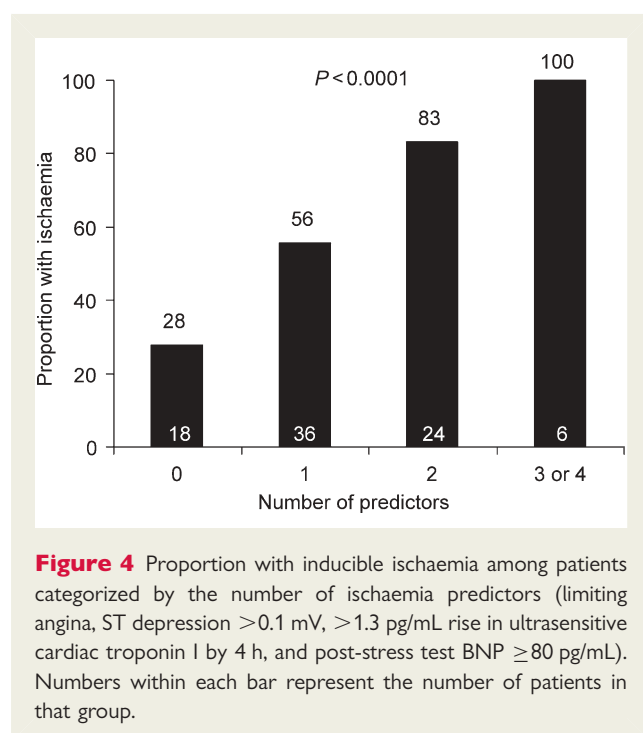 100
P<0.0001
100
83
80
60
56
40
28
20
18
36
24
6
0
0
1
2
3 or 4
Proportion with ischaemia
Number of predictors
Figure 4 Proportion with inducible ischaemia among patients
categorized by the number of ischaemia predictors (limiting
angina, ST depression >0.1 mV, >1.3 pg/mL rise in ultrasensitive
cardiac troponin I by 4 h, and post-stress test BNP ≥80 pg/mL).
Numbers within each bar represent the number of patients in
that group.